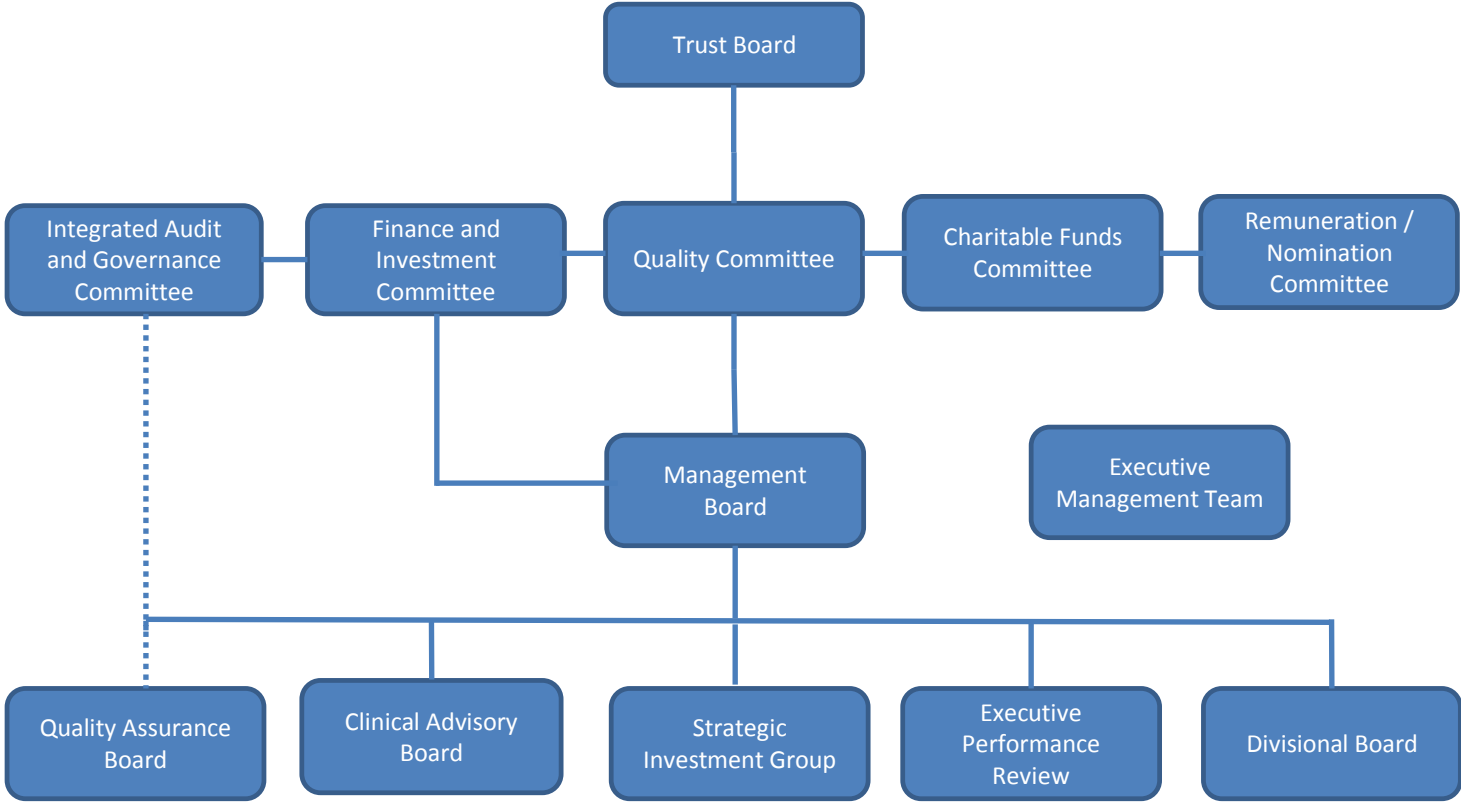 Trust Board
Integrated Audit
and Governance
Committee
Finance and
Investment
Committee
Quality Committee
Charitable Funds
Committee
Remuneration /
Nomination
Committee
Management
Board
Executive
Management Team
Quality Assurance
Board
Clinical Advisory
Board
Strategic
Investment Group
Executive
Performance
Review
Divisional Board